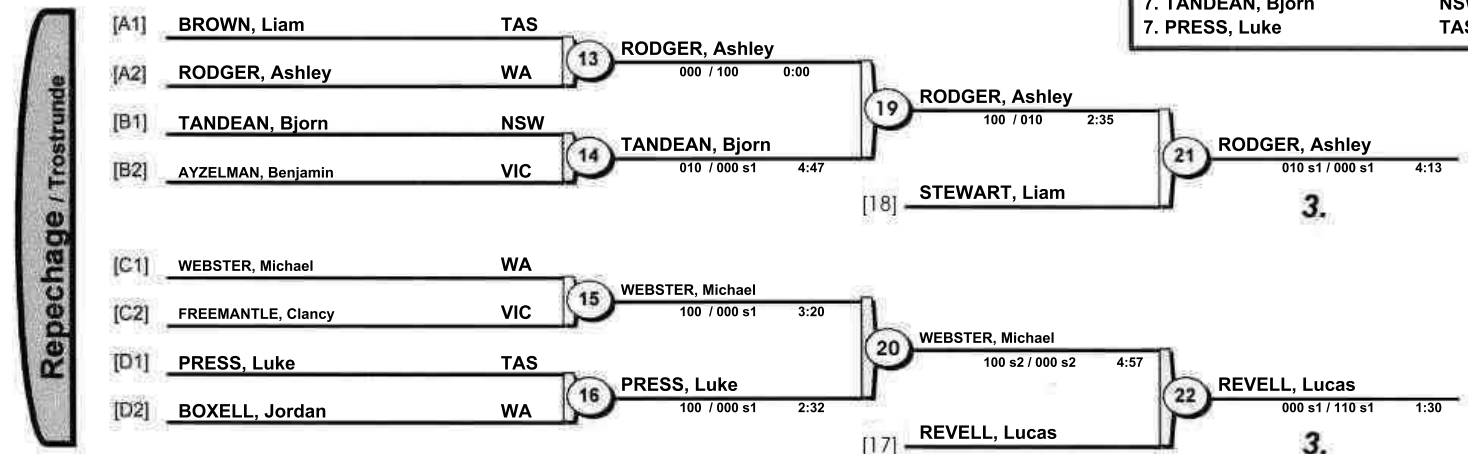 7. TANDEAN, Bjorn NSW
7. PRESS, Luke TAS
Repechage / Trostrunde
[A1] BROWN, Liam TAS
[A2] RODGER, Ashley WA
13
RODGER, Ashley
000 / 100 0:00
[B1] TANDEAN, Bjorn NSW
[B2] AYZELMAN, Benjamin VIC
14
TANDEAN, Bjorn
010 / 000 s1 4:47
19
RODGER, Ashley
100 / 010 2:35
[18] STEWART, Liam
21
RODGER, Ashley
010 s1 / 000 s1 4:13
3.
[C1] WEBSTER, Michael WA
[C2] FREEMANTLE, Clancy VIC
15
WEBSTER, Michael
100 / 000 s1 3:20
[D1] PRESS, Luke TAS
[D2] BOXELL, Jordan WA
16
PRESS, Luke
100 / 000 s1 2:32
20
WEBSTER, Michael
100 s2 / 000 s2 4:57
[17] REVELL, Lucas
22
REVELL, Lucas
000 s1 / 110 s1 1:30
3.